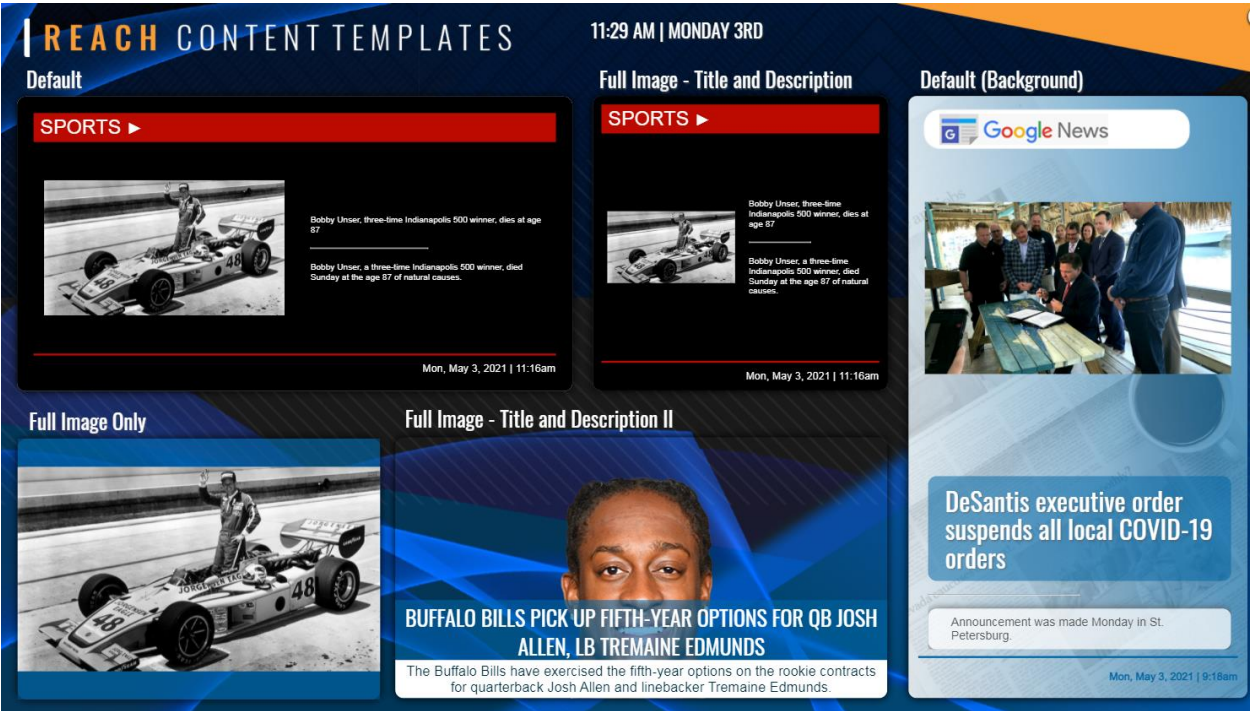 REACH CONTENT TEMPLATES
11:29 AM | MONDAY 3RD
Default
SPORTS ►
48
48
Bobby Unser, three-time Indianapolis 500 winner, dies at age
87
Bobby Unser, a three-time Indianapolis 500 winner, died
Sunday at the age 87 of natural causes.
Mon, May 3, 2021 | 11:16am
Full Image - Title and Description
SPORTS ►
48
Bobby Unser, three-time
Indianapolis 500 winner, dies at
age 87
Bobby Unser, a three-time
Indianapolis 500 winner, died
Sunday at the age 87 of natural
causes.
Mon, May 3, 2021 | 11:16am
Default (Background)
G Google News
DeSantis executive order
suspends all local COVID-19
orders
Announcement was made Monday in St.
Petersburg.
Mon, May 3, 2021 | 9:18am
Full Image Only
JORGENSEN EAGLE
48
48
Full Image - Title and Description II
BUFFALO BILLS PICK UP FIFTH-YEAR OPTIONS FOR QB JOSH
ALLEN, LB TREMAINE EDMUNDS
The Buffalo Bills have exercised the fifth-year options on the rookie contracts
for quarterback Josh Allen and linebacker Tremaine Edmunds.